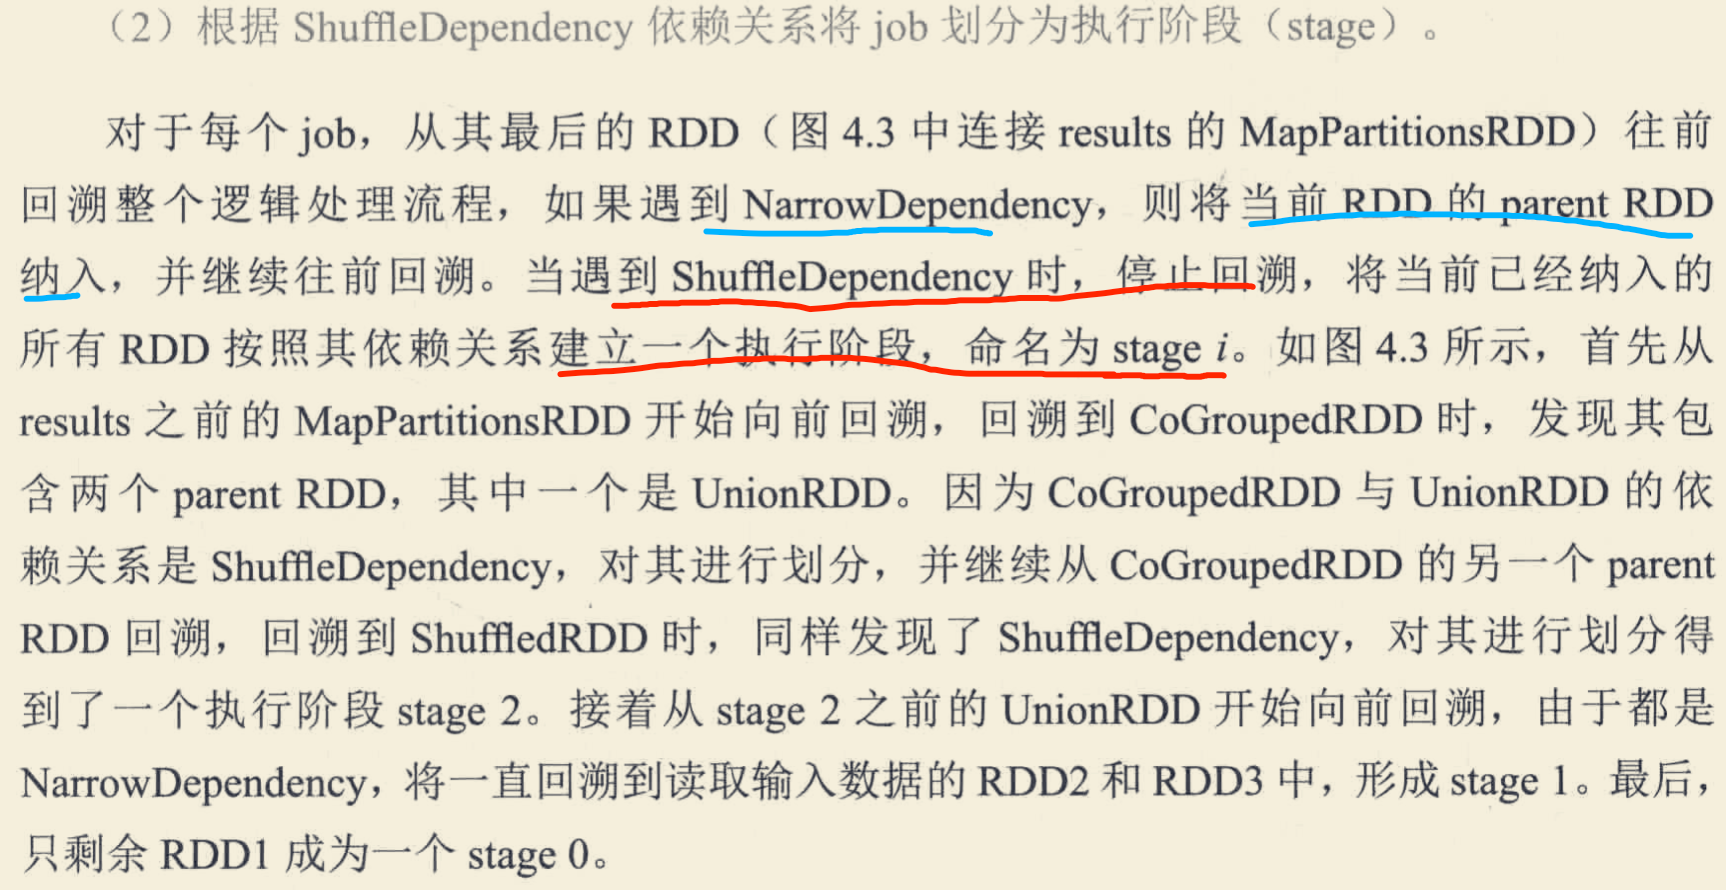 （2）根据 ShuffleDependency 依赖关系将 job 划分为执行阶段（stage）。
对于每个 job，从其最后的 RDD（图 4.3 中连接 results 的 MapPartitionsRDD）往前
回溯整个逻辑处理流程，如果遇到 NarrowDependency，则将当前 RDD 的 parent RDD
纳入，并继续往前回溯。当遇到 ShuffleDependency 时，停止回溯，将当前已经纳入的
所有 RDD 按照其依赖关系建立一个执行阶段，命名为 stage i。如图 4.3 所示，首先从
results 之前的 MapPartitionsRDD 开始向前回溯，回溯到 CoGroupedRDD 时，发现其包
含两个 parent RDD，其中一个是 UnionRDD。因为 CoGroupedRDD 与 UnionRDD 的依
赖关系是 ShuffleDependency，对其进行划分，并继续从 CoGroupedRDD 的另一个 parent
RDD 回溯，回溯到 ShuffledRDD 时，同样发现了 ShuffleDependency，对其进行划分得
到了一个执行阶段 stage 2。接着从 stage 2 之前的 UnionRDD 开始向前回溯，由于都是
NarrowDependency，将一直回溯到读取输入数据的 RDD2 和 RDD3 中，形成 stage 1。最后，
只剩余 RDD1 成为一个 stage 0。